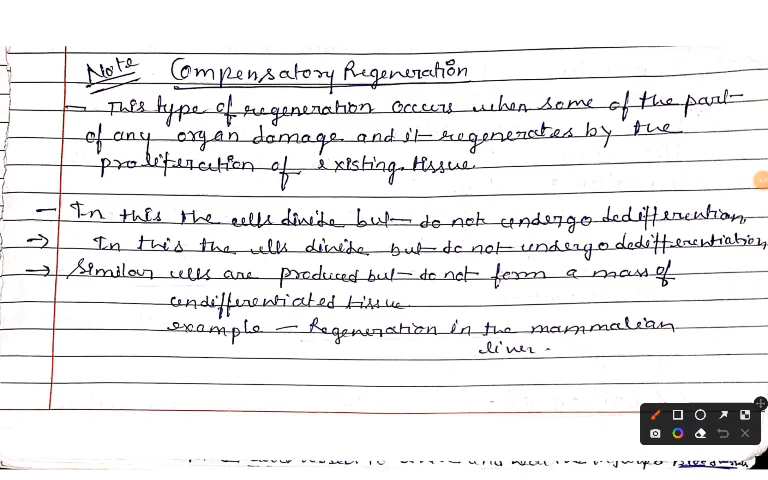 Note Compensatory Regeneration
- This type of regeneration occurs when some of the part
of any organ damage and it regenerates by the
proliferation of existing tissue.
- In this the cells divide but do not undergo dedifferention,
→ In this the cells divide but do not undergo dedifferentiation,
→ Similar cells are produced but do not form a mass of
undifferentiated tissue.
example - Regeneration in the mammalian
liver.